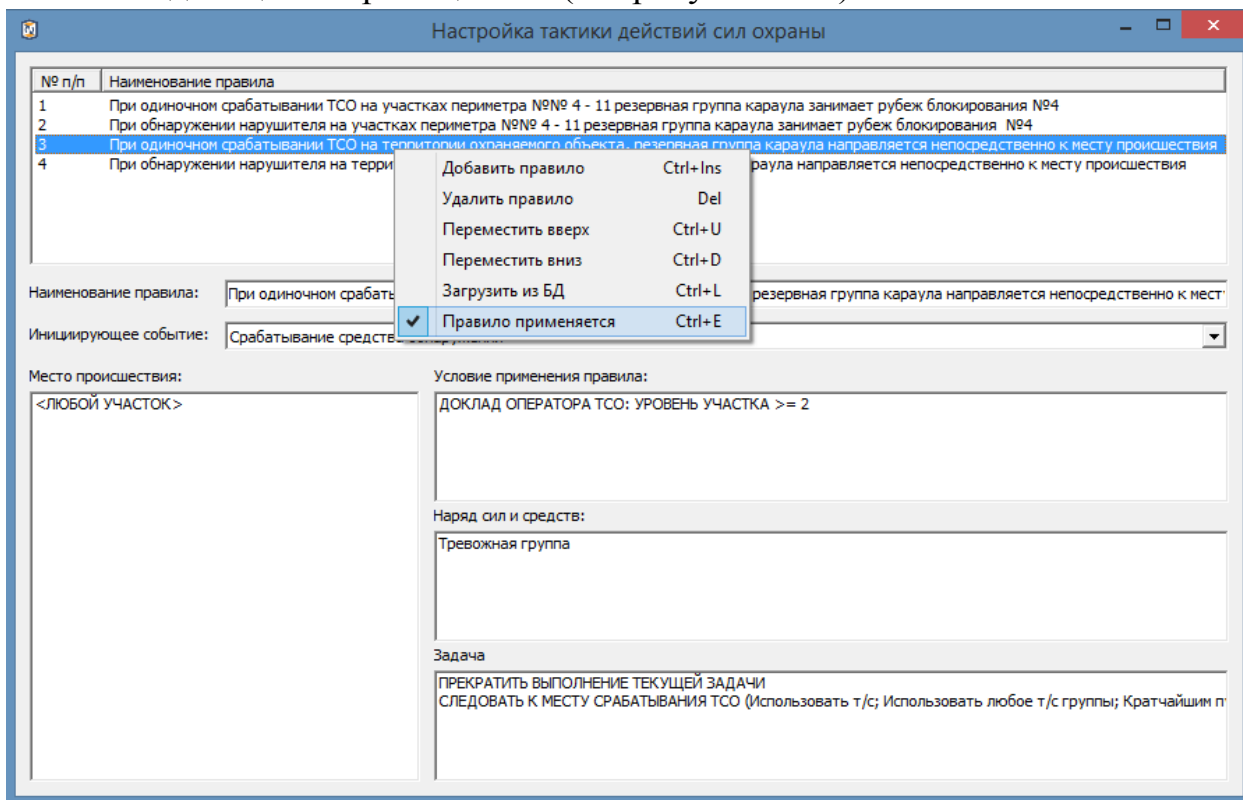 Настройка тактики действий сил охраны
№ п/п Наименование правила
1 При одиночном срабатывании ТСО на участках периметра №№ 4 - 11 резервная группа караула занимает рубеж блокирования №4
2 При обнаружении нарушителя на участках периметра №№ 4 - 11 резервная группа караула занимает рубеж блокирования №4
3 При одиночном срабатывании ТСО на территории охраняемого объекта, резервная группа караула направляется непосредственно к месту происшествия
4 При обнаружении нарушителя на терри раула направляется непосредственно к месту происшествия
Добавить правило Ctrl+Ins
Удалить правило Del
Переместить вверх Ctrl+U
Переместить вниз Ctrl+D
Загрузить из БД Ctrl+L
Правило применяется Ctrl+E
Наименование правила: При одиночном срабать резервная группа караула направляется непосредственно к мест
Инициирующее событие: Срабатывание средства обнаружения
Место происшествия:
<ЛЮБОЙ УЧАСТОК>
Условие применения правила:
ДОКЛАД ОПЕРАТОРА ТСО: УРОВЕНЬ УЧАСТКА >= 2
Наряд сил и средств:
Тревожная группа
Задача
ПРЕКРАТИТЬ ВЫПОЛНЕНИЕ ТЕКУЩЕЙ ЗАДАЧИ
СЛЕДОВАТЬ К МЕСТУ СРАБАТЫВАНИЯ ТСО (Использовать т/с; Использовать любое т/с группы; Кратчайшим п